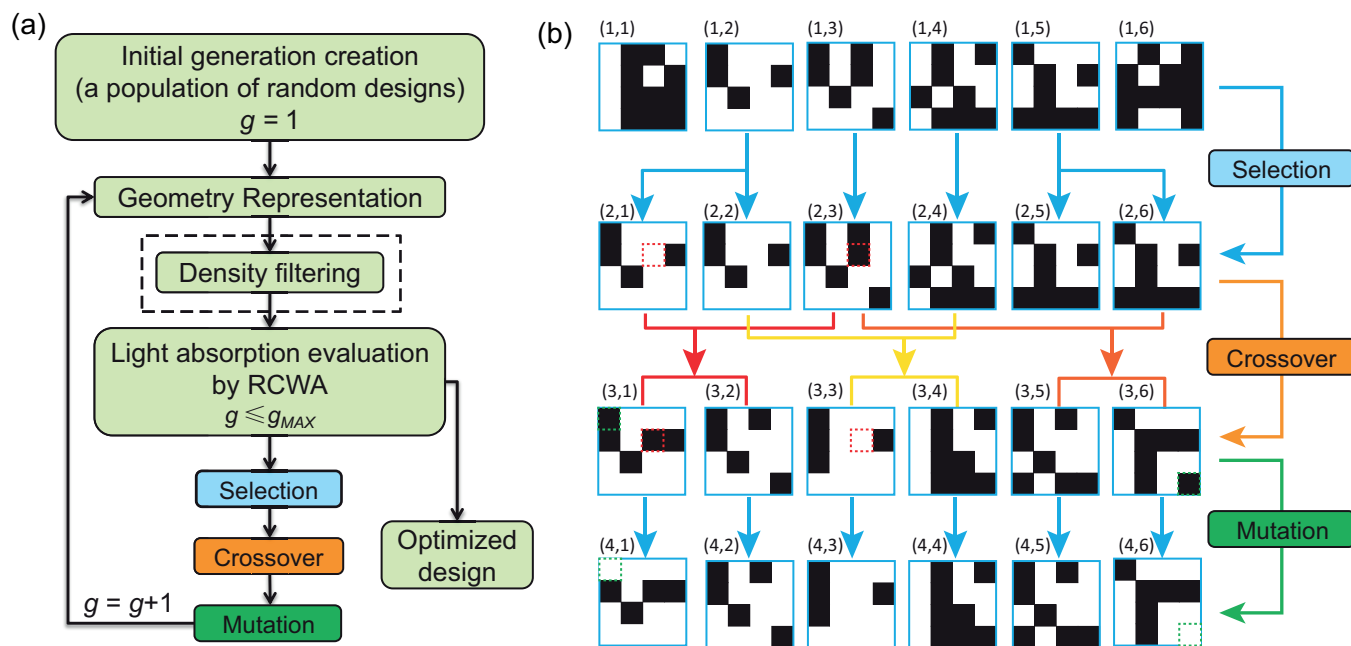 (a)
Initial generation creation
(a population of random designs)
g = 1
Geometry Representation
Density filtering
Light absorption evaluation
by RCWA
g ⩽ gMAX
Selection
Crossover
Mutation
g = g+1
Optimized
design
(b)
(1,1) (1,2) (1,3) (1,4) (1,5) (1,6)
Selection
(2,1) (2,2) (2,3) (2,4) (2,5) (2,6)
Crossover
(3,1) (3,2) (3,3) (3,4) (3,5) (3,6)
Mutation
(4,1) (4,2) (4,3) (4,4) (4,5) (4,6)